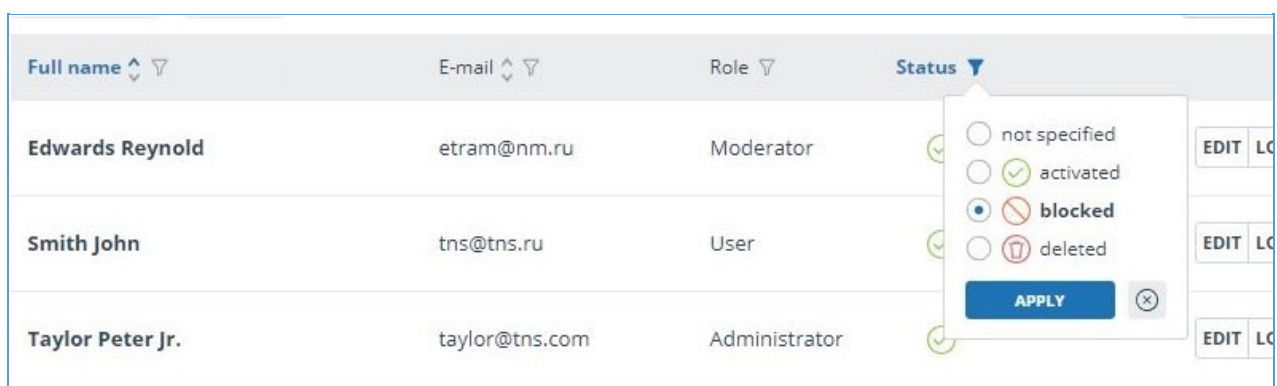 Full name E-mail Role Status
not specified
Edwards Reynold etram@nm.ru Moderator EDIT
activated
blocked
Smith John tns@tns.ru User deleted EDIT
APPLY
Taylor Peter Jr. taylor@tns.com Administrator EDIT